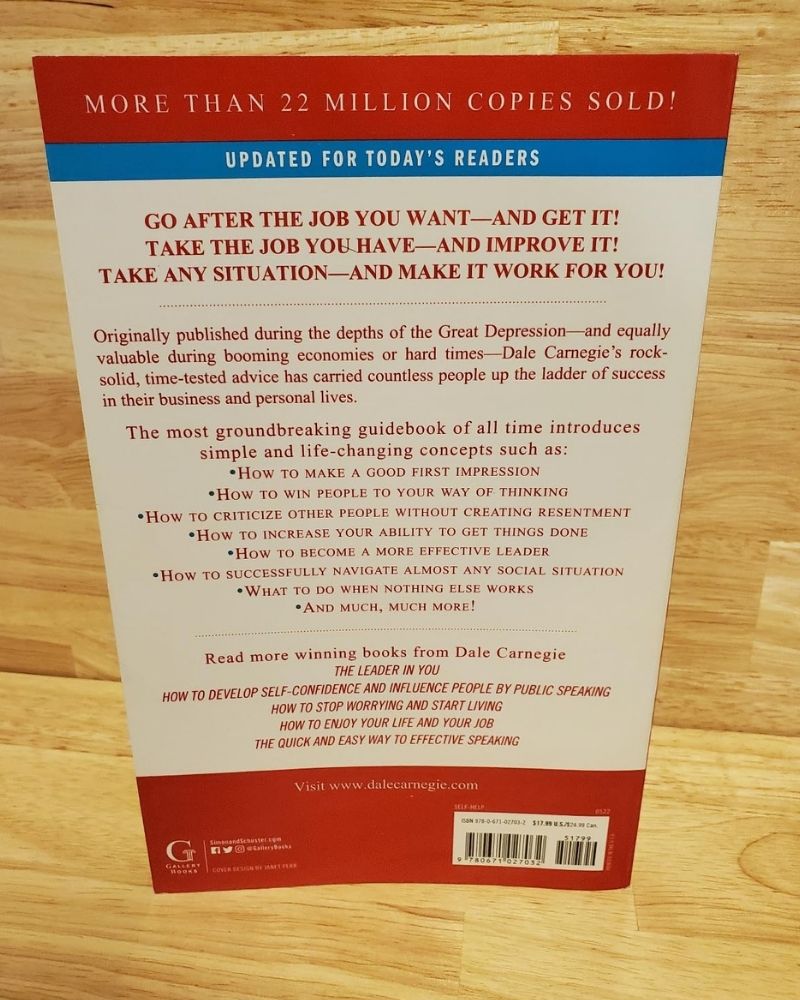 MORE THAN 22 MILLION COPIES SOLD!
UPDATED FOR TODAY'S READERS
GO AFTER THE JOB YOU WANT—AND GET IT!
TAKE THE JOB YOU HAVE—AND IMPROVE IT!
TAKE ANY SITUATION—AND MAKE IT WORK FOR YOU!
Originally published during the depths of the Great Depression—and equally
valuable during booming economies or hard times—Dale Carnegie's rock-
solid, time-tested advice has carried countless people up the ladder of success
in their business and personal lives.
The most groundbreaking guidebook of all time introduces
simple and life-changing concepts such as:
•HOW TO MAKE A GOOD FIRST IMPRESSION
•HOW TO WIN PEOPLE TO YOUR WAY OF THINKING
•HOW TO CRITICIZE OTHER PEOPLE WITHOUT CREATING RESENTMENT
•HOW TO INCREASE YOUR ABILITY TO GET THINGS DONE
•HOW TO BECOME A MORE EFFECTIVE LEADER
•HOW TO SUCCESSFULLY NAVIGATE ALMOST ANY SOCIAL SITUATION
•WHAT TO DO WHEN NOTHING ELSE WORKS
•AND MUCH, MUCH MORE!
Read more winning books from Dale Carnegie
THE LEADER IN YOU
HOW TO DEVELOP SELF-CONFIDENCE AND INFLUENCE PEOPLE BY PUBLIC SPEAKING
HOW TO STOP WORRYING AND START LIVING
HOW TO ENJOY YOUR LIFE AND YOUR JOB
THE QUICK AND EASY WAY TO EFFECTIVE SPEAKING
Visit www.dalecarnegie.com
G
GALLERY
BOOKS
SimonandSchuster.com
@GalleryBooks
COVER DESIGN BY JANET PERR
SELF-HELP
0522
ISBN 978-0-671-02703-2 $17.99 U.S./$24.99 Can.
51799
9 780671 027032